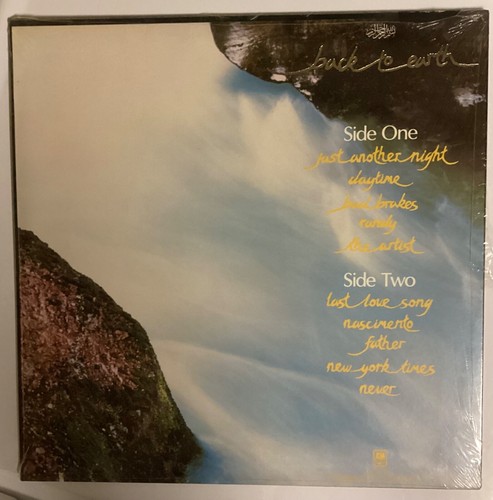 back to earth
Side One
just another night
daytime
bad brakes
randy
the artist
Side Two
last love song
nascimento
father
new york times
never